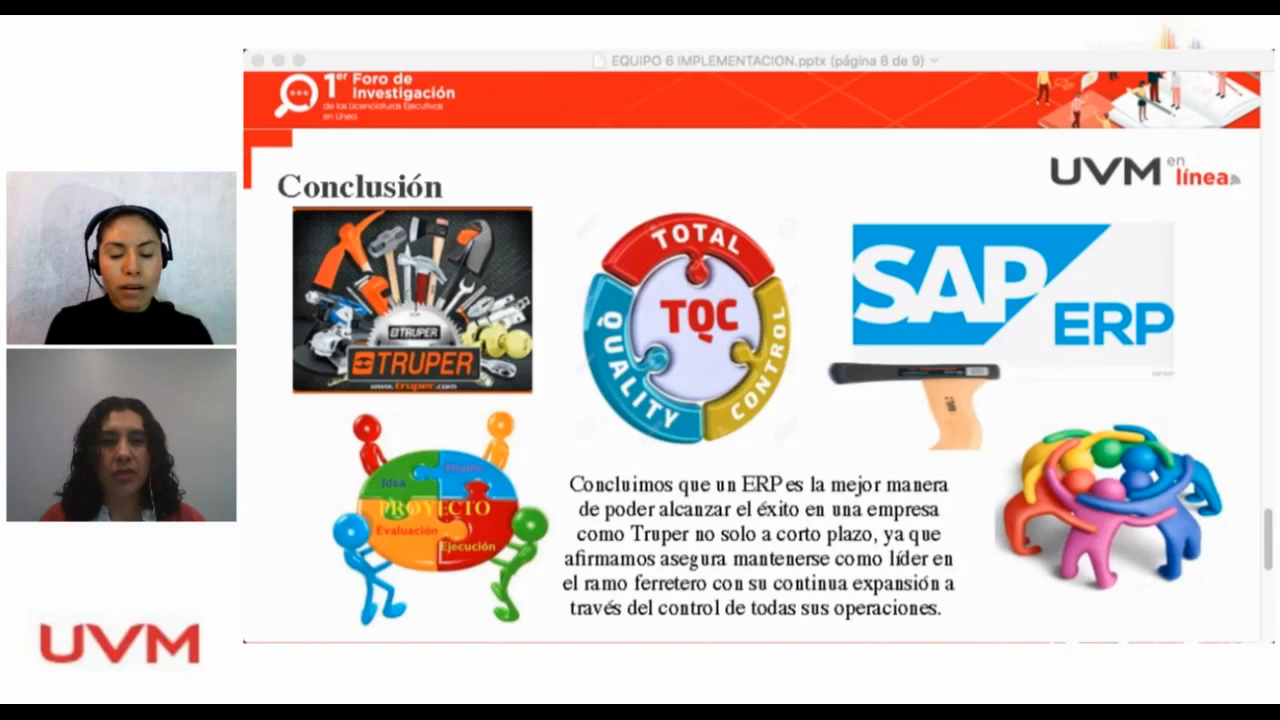 EQUIPO 6 IMPLEMENTACION.pptx (página 8 de 9)
1er Foro de
Investigación
de las Licenciaturas Ejecutivas
en Línea
UVM en
línea
Conclusión
TRUPER
TRUPER
www.truper.com
TOTAL
QUALITY
CONTROL
TQC
SAP
ERP
Idea
Diseño
PROYECTO
Evaluación
Ejecución
Concluimos que un ERP es la mejor manera
de poder alcanzar el éxito en una empresa
como Truper no solo a corto plazo, ya que
afirmamos asegura mantenerse como líder en
el ramo ferretero con su continua expansión a
través del control de todas sus operaciones.
UVM